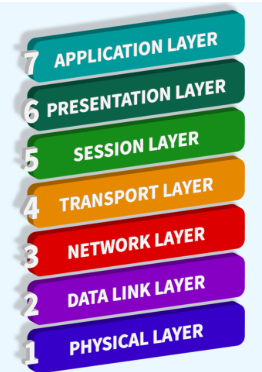 7 APPLICATION LAYER
6 PRESENTATION LAYER
5 SESSION LAYER
4 TRANSPORT LAYER
3 NETWORK LAYER
2 DATA LINK LAYER
1 PHYSICAL LAYER